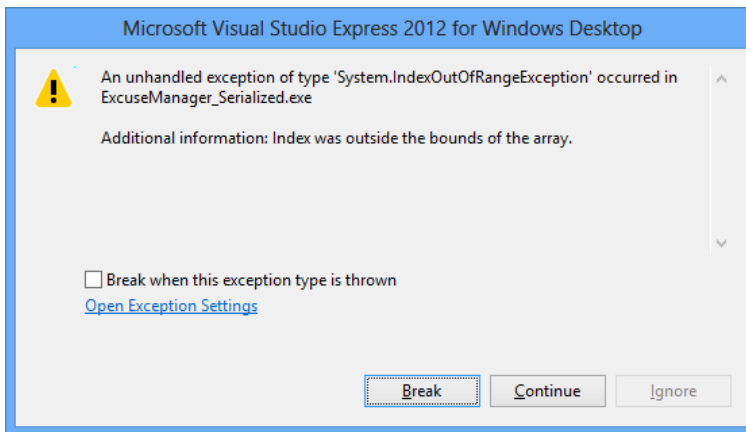 Microsoft Visual Studio Express 2012 for Windows Desktop
An unhandled exception of type 'System.IndexOutOfRangeException' occurred in
ExcuseManager_Serialized.exe
Additional information: Index was outside the bounds of the array.
Break when this exception type is thrown
Open Exception Settings
Break Continue Ignore